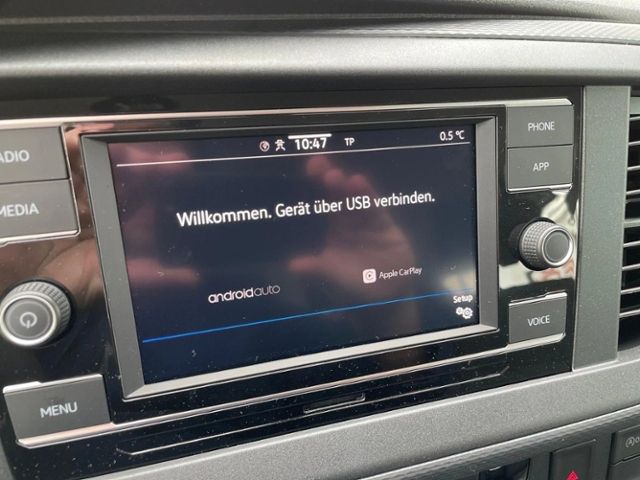 10:47 TP 0.5 °C
Willkommen. Gerät über USB verbinden.
androidauto
Apple CarPlay
Setup
RADIO
MEDIA
MENU
PHONE
APP
VOICE